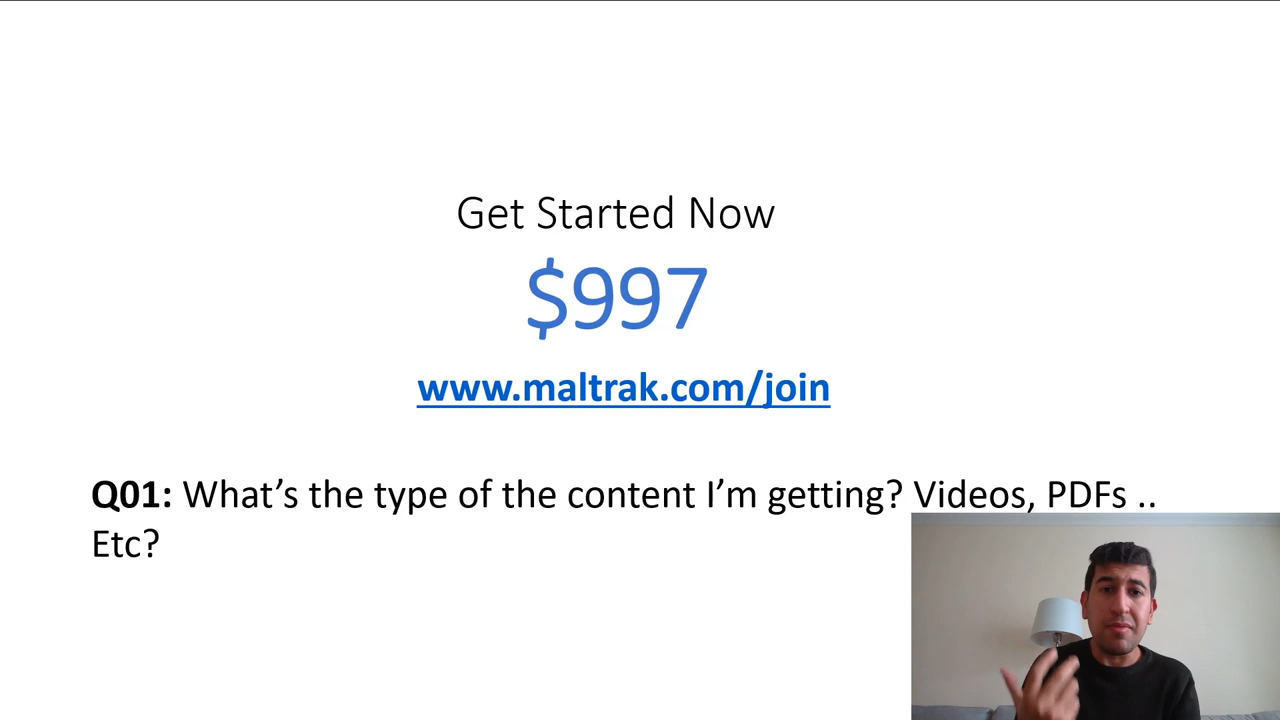 Get Started Now
$997
www.maltrak.com/join
Q01: What’s the type of the content I’m getting? Videos, PDFs ..
Etc?